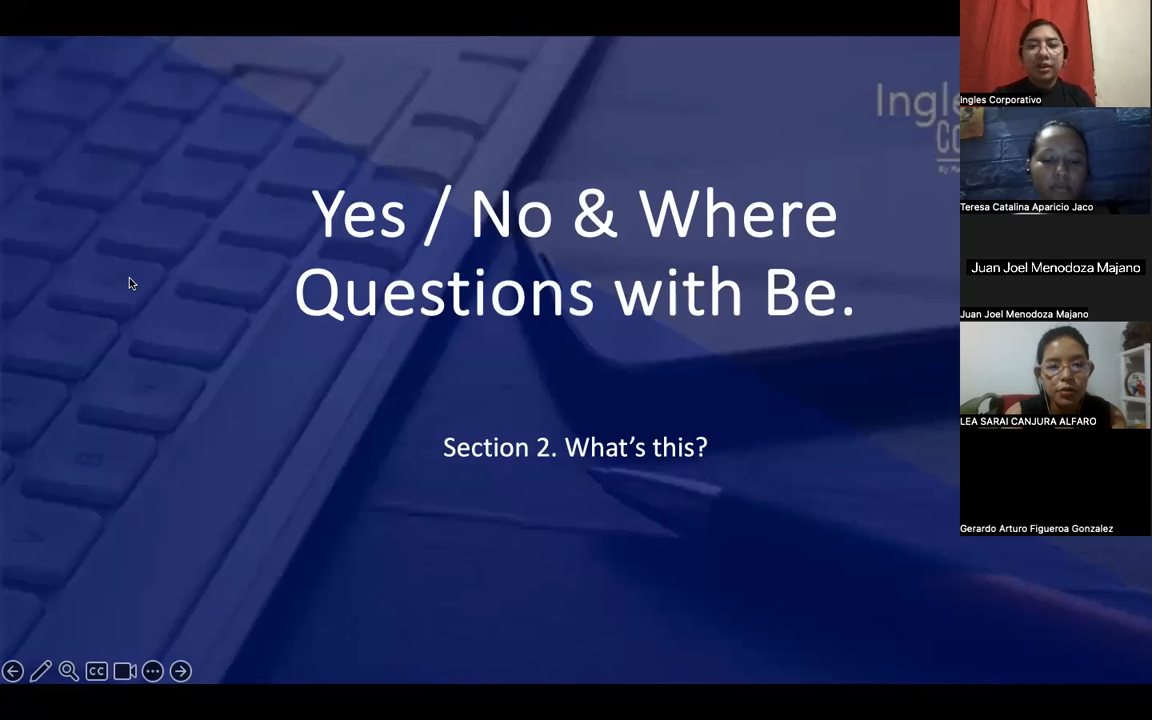 Yes / No & Where
Questions with Be.
Section 2. What's this?
Ingles Corporativo
Teresa Catalina Aparicio Jaco
Juan Joel Menodoza Majano
Juan Joel Menodoza Majano
LEA SARAI CANJURA ALFARO
Gerardo Arturo Figueroa Gonzalez
CC